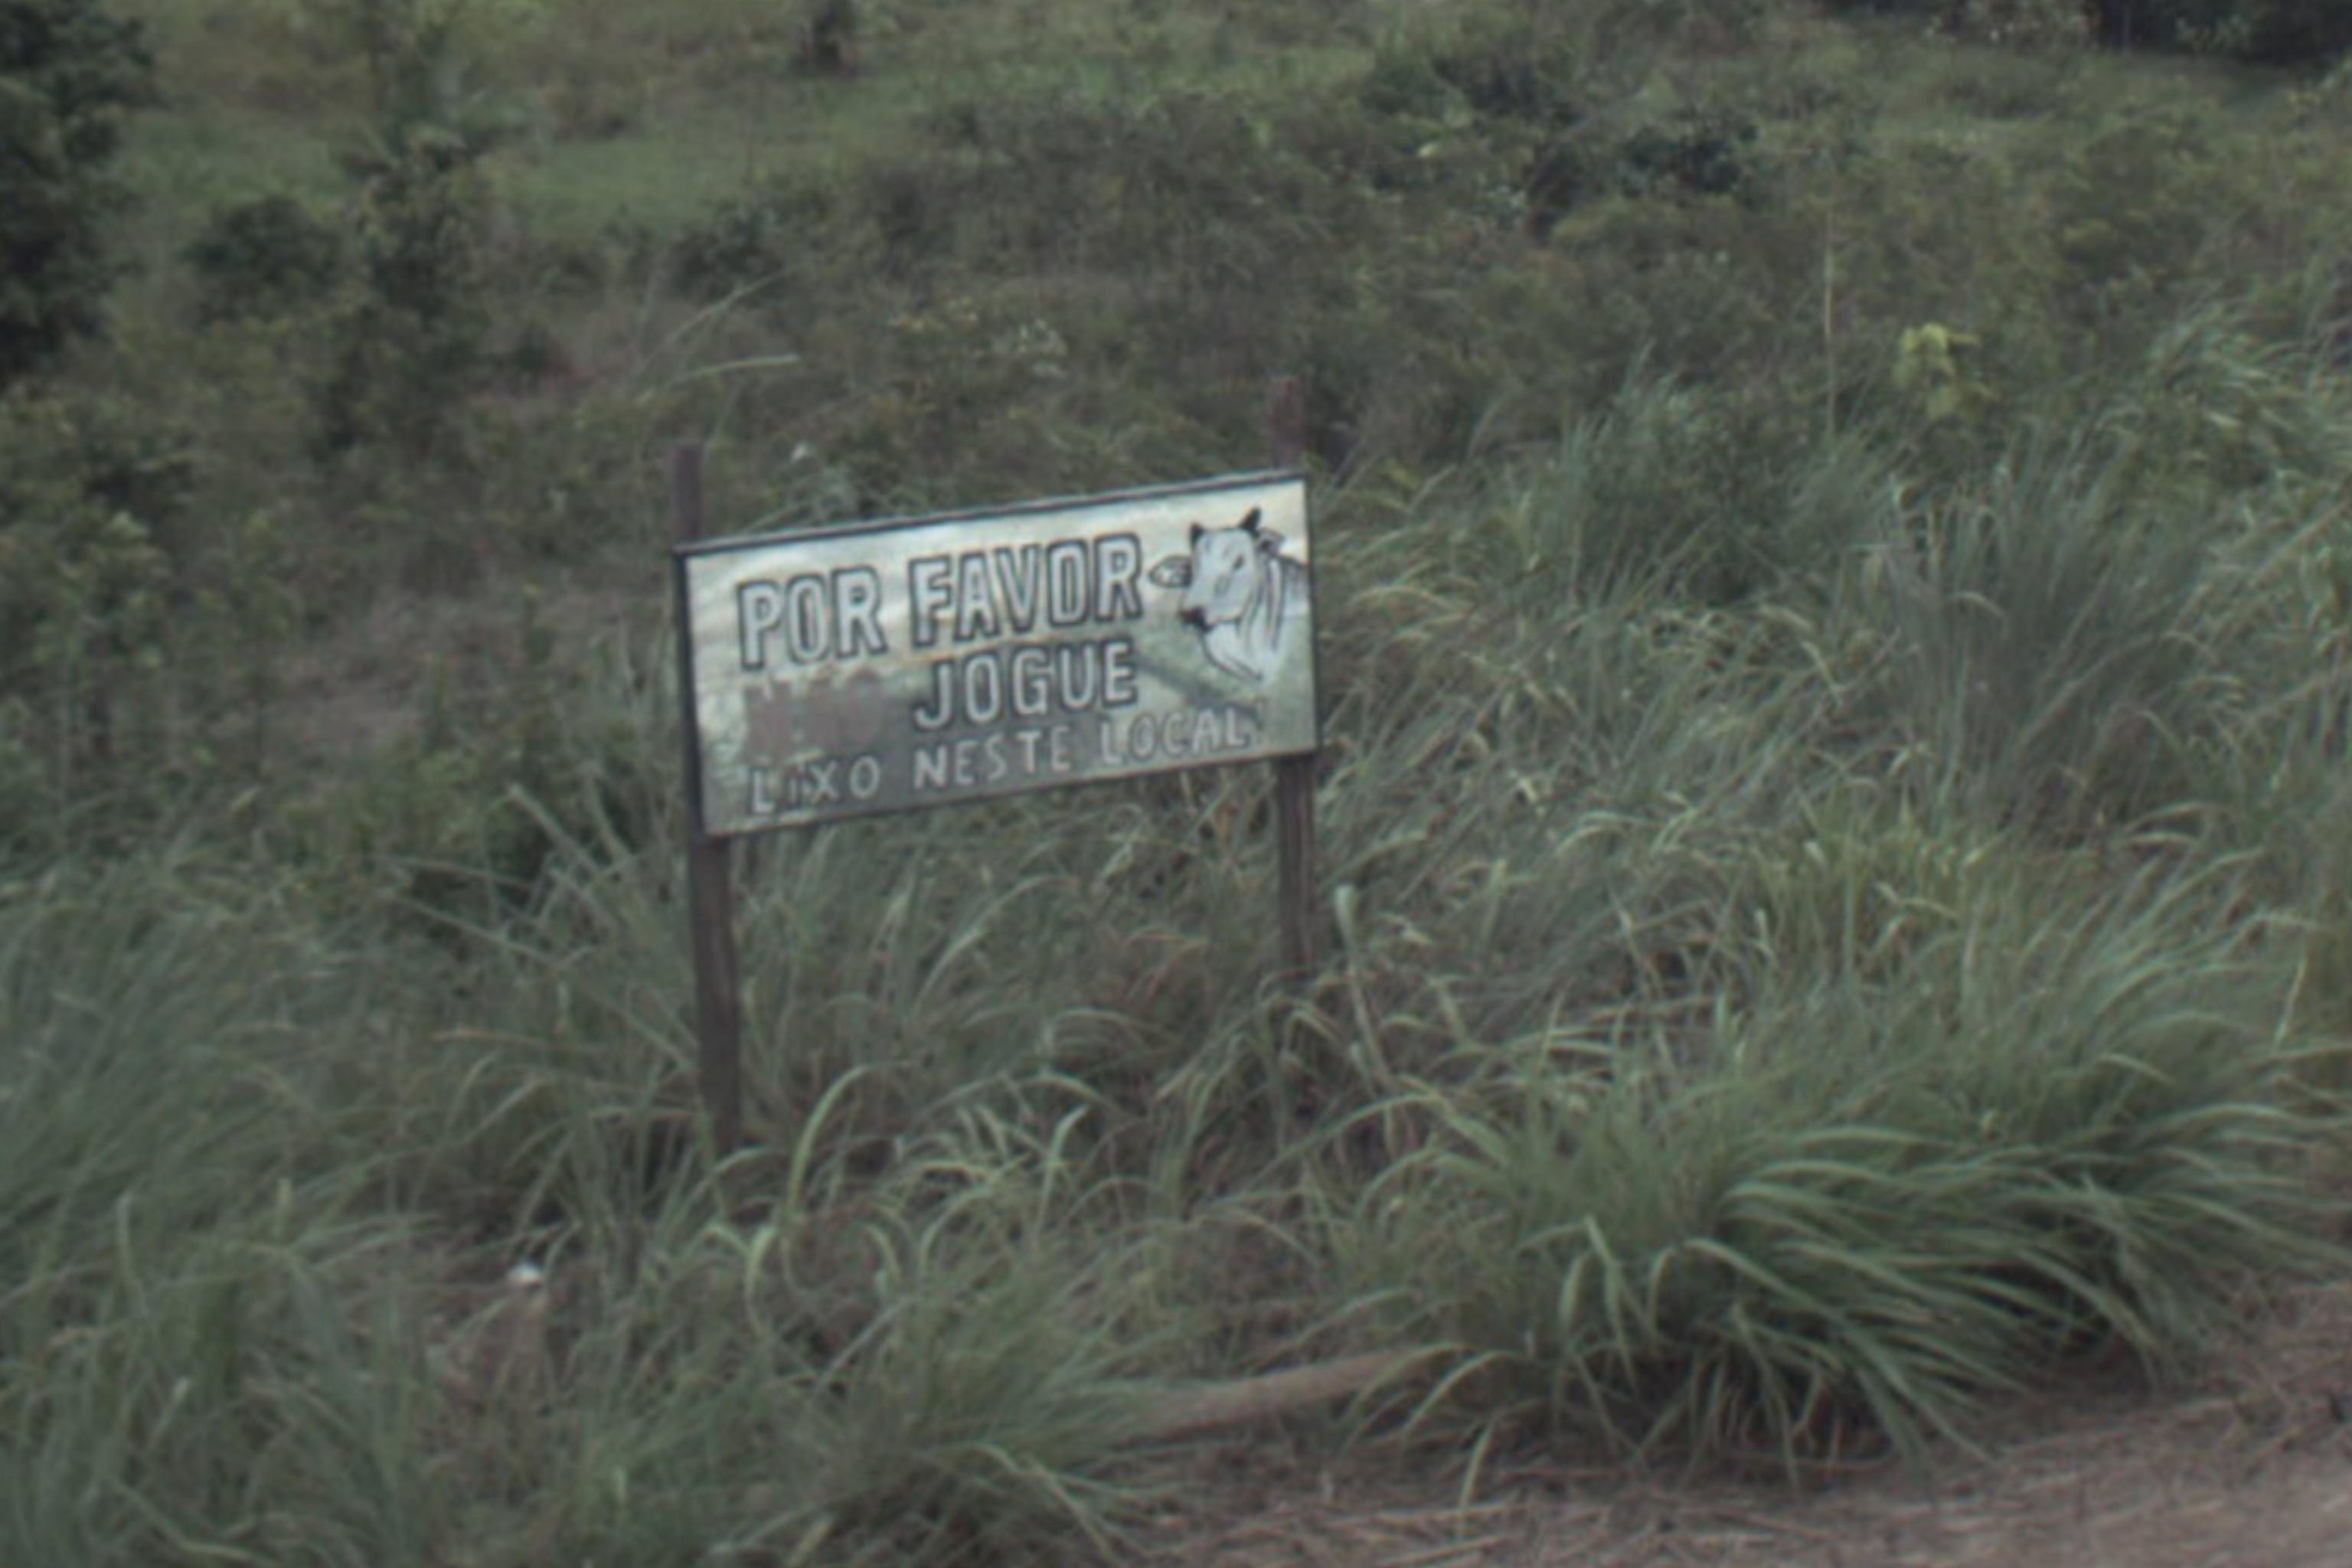 POR FAVOR
JOGUE
LIXO NESTE LOCAL